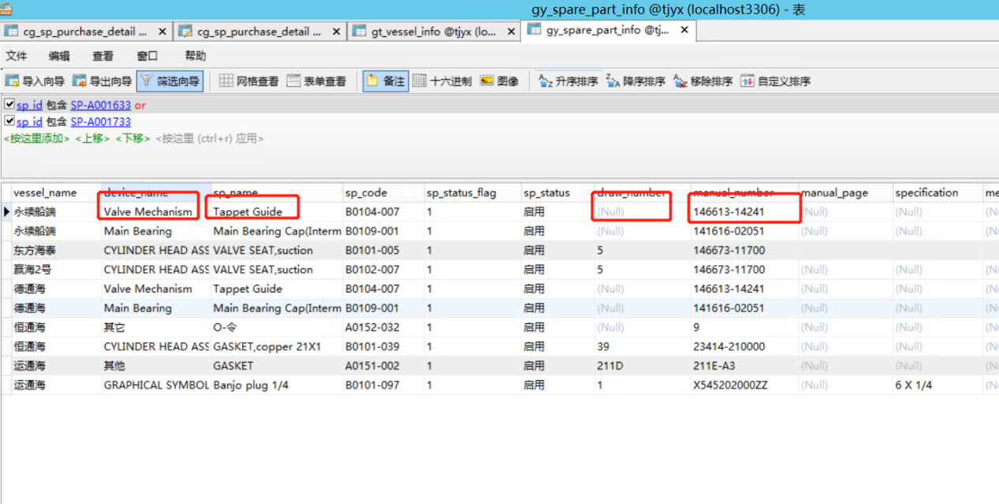 gy_spare_part_info @tjyx (localhost3306) - 表
cg_sp_purchase_detail ... × cg_sp_purchase_detail ... × gt_vessel_info @tjyx (lo... × gy_spare_part_info @tj... ×
文件 编辑 查看 窗口 帮助
导入向导 导出向导 筛选向导 网格查看 表单查看 备注 十六进制 图像 升序排序 降序排序 移除排序 自定义排序
sp_id 包含 SP-A001633 or
sp_id 包含 SP-A001733
<按这里添加> <上移> <下移> <按这里 (ctrl+r) 应用>
vessel_name device_name sp_name sp_code sp_status_flag sp_status draw_number manual_number manual_page specification me
永续船端 Valve Mechanism Tappet Guide B0104-007 1 启用 (Null) 146613-14241 (Null) (Null) (N
永续船端 Main Bearing Main Bearing Cap(Interm B0109-001 1 启用 (Null) 141616-02051 (Null) (Null) (N
东方海泰 CYLINDER HEAD ASS VALVE SEAT,suction B0101-005 1 启用 5 146673-11700
赢海2号 CYLINDER HEAD ASS VALVE SEAT,suction B0102-007 1 启用 5 146673-11700 (Null) (Null) (N
德通海 Valve Mechanism Tappet Guide B0104-007 1 启用 (Null) 146613-14241 (Null) (Null) (N
德通海 Main Bearing Main Bearing Cap(Interm B0109-001 1 启用 (Null) 141616-02051 (Null) (Null) (N
恒通海 其它 O-令 A0152-032 1 启用 (Null) 9 (Null) (Null) (N
恒通海 CYLINDER HEAD ASS GASKET,copper 21X1 B0101-039 1 启用 39 23414-210000 (Null) (Null) (N
运通海 其他 GASKET A0151-002 1 启用 211D 211E-A3 (Null) (Null) (N
运通海 GRAPHICAL SYMBOL Banjo plug 1/4 B0101-097 1 启用 1 X545202000ZZ (Null) 6 X 1/4 (N